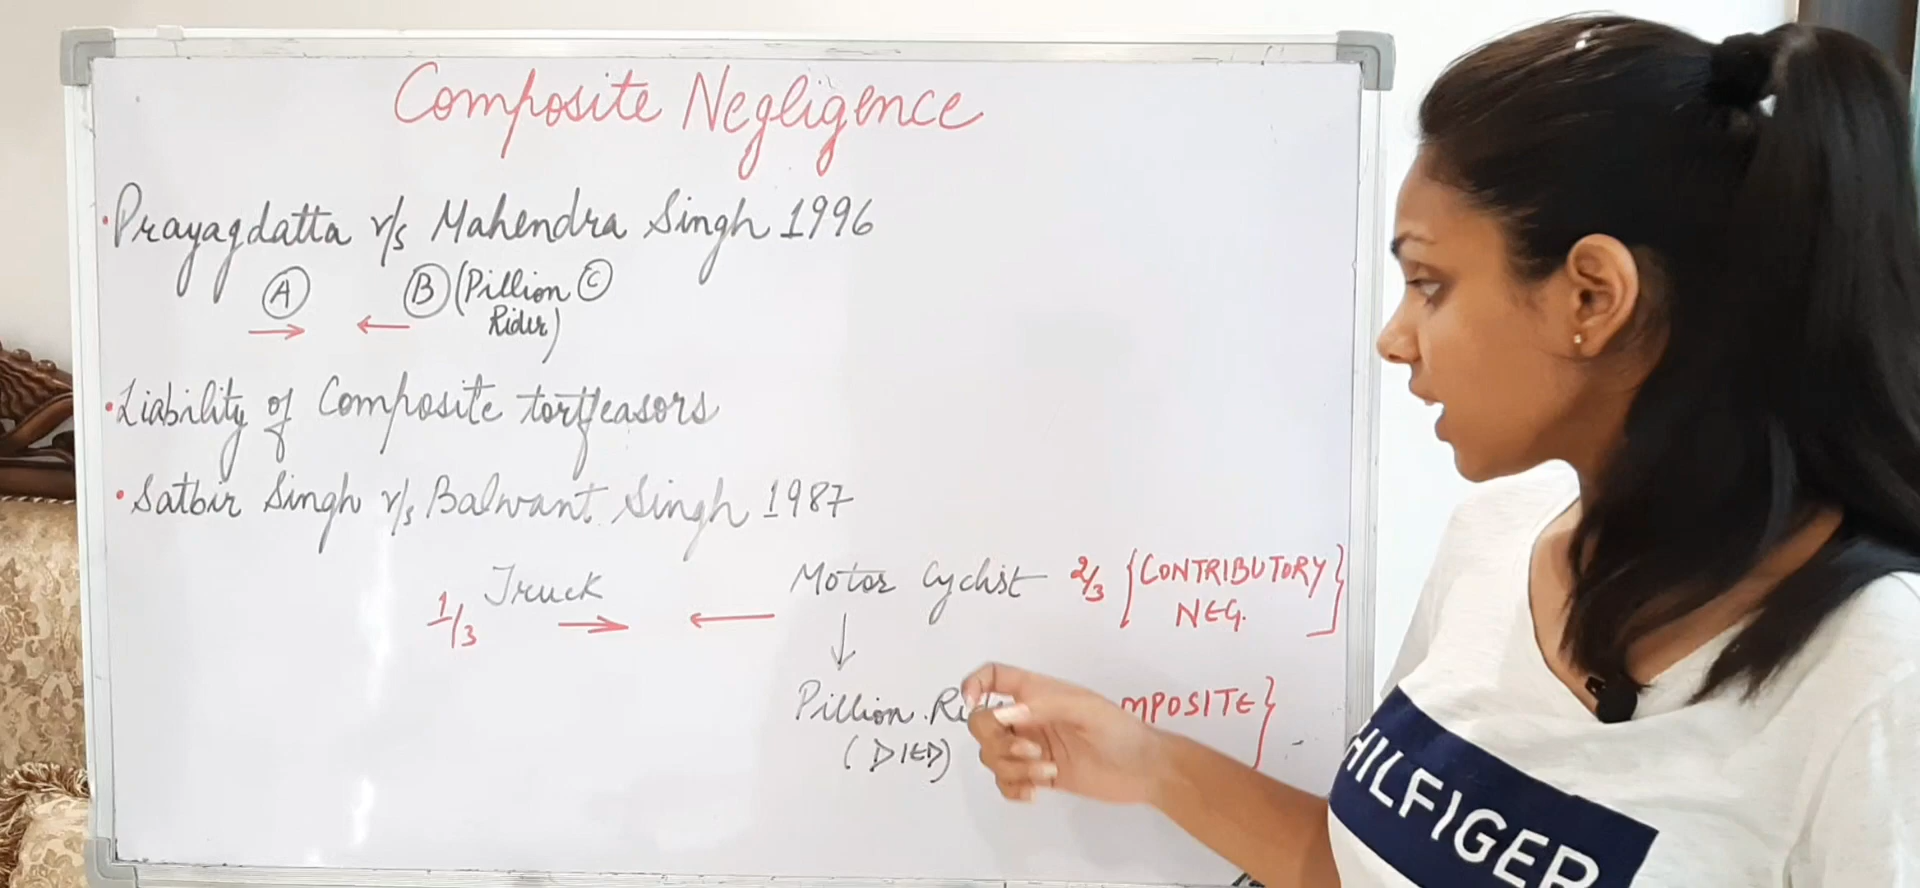 Composite Negligence
• Prayagdatta v/s Mahendra Singh 1996
A B (Pillion C
Rider)
• Liability of Composite tortfeasors
• Satbir Singh v/s Balwant Singh 1987
1/3 Truck Motor Cyclist 2/3 {CONTRIBUTORY
NEG.}
Pillion MPOSITE}
(DIED)
HILFIGER